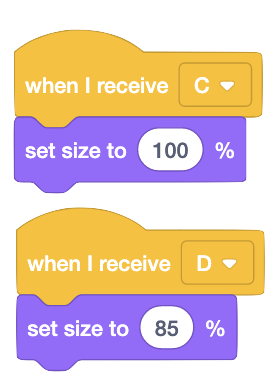 when I receive C
set size to 100 %
when I receive D
set size to 85 %